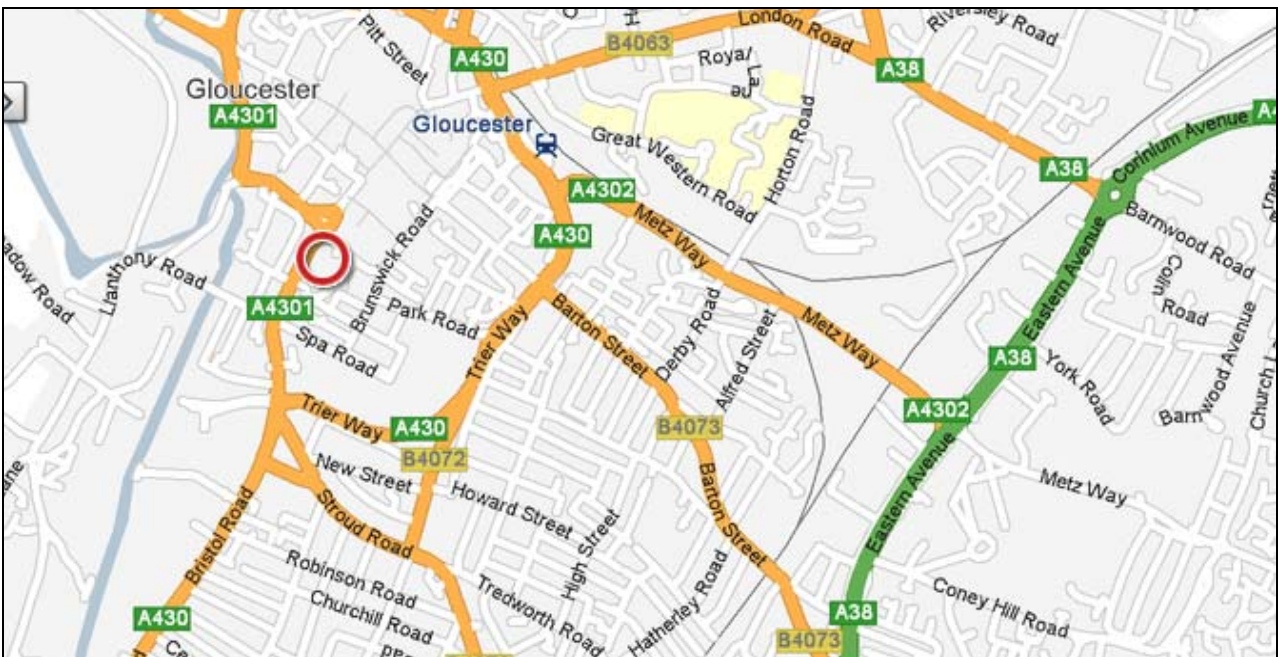 London Road
Riversley Road
Pitt Street
A430
B4063
Royal Lane
A38
Gloucester
A4301
Gloucester
Great Western Road
Horton Road
Corinium Avenue
A38
A4302
Metz Way
A430
Barnwood Road
Llanthony Road
Brunswick Road
Eastern Avenue
Colin Road
A4301
Park Road
Spa Road
Trier Way
Barton Street
Derby Road
Alfred Street
Metz Way
A38
York Road
Barnwood Avenue
Trier Way
A430
B4072
B4073
A4302
New Street
Howard Street
High Street
Barton Street
Eastern Avenue
Metz Way
Stroud Road
Bristol Road
Robinson Road
Churchill Road
Tredworth Road
Hatherley Road
Coney Hill Road
A430
A38
B4073